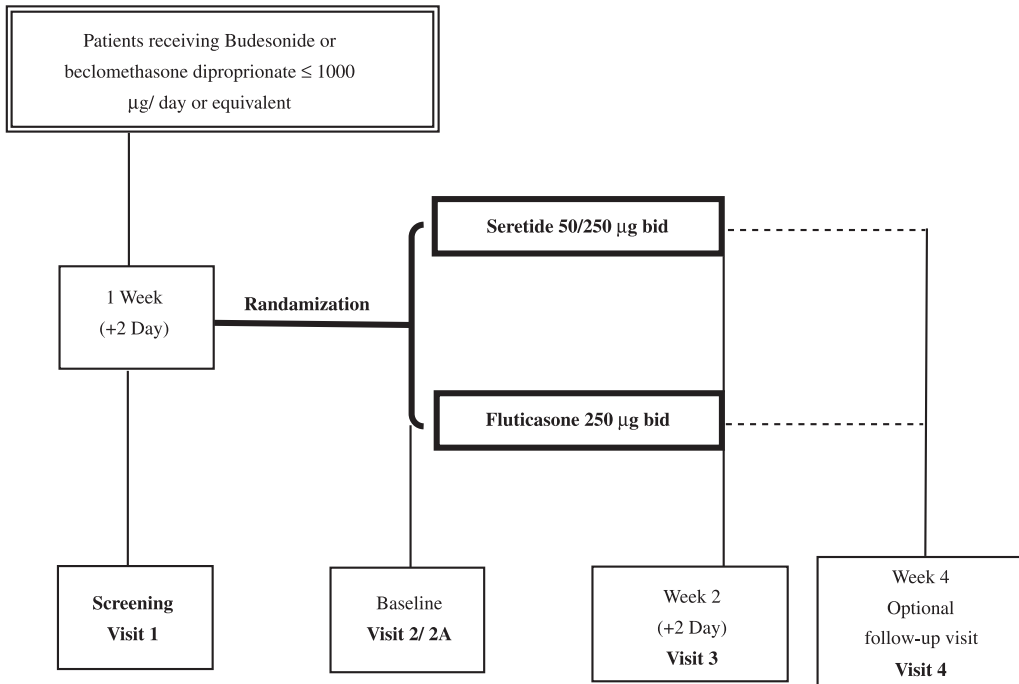 Patients receiving Budesonide or
beclomethasone diproprionate ≤ 1000
μg/ day or equivalent
Seretide 50/250 μg bid
1 Week
(+2 Day)
Randamization
Fluticasone 250 μg bid
Screening
Visit 1
Baseline
Visit 2/ 2A
Week 2
(+2 Day)
Visit 3
Week 4
Optional
follow-up visit
Visit 4